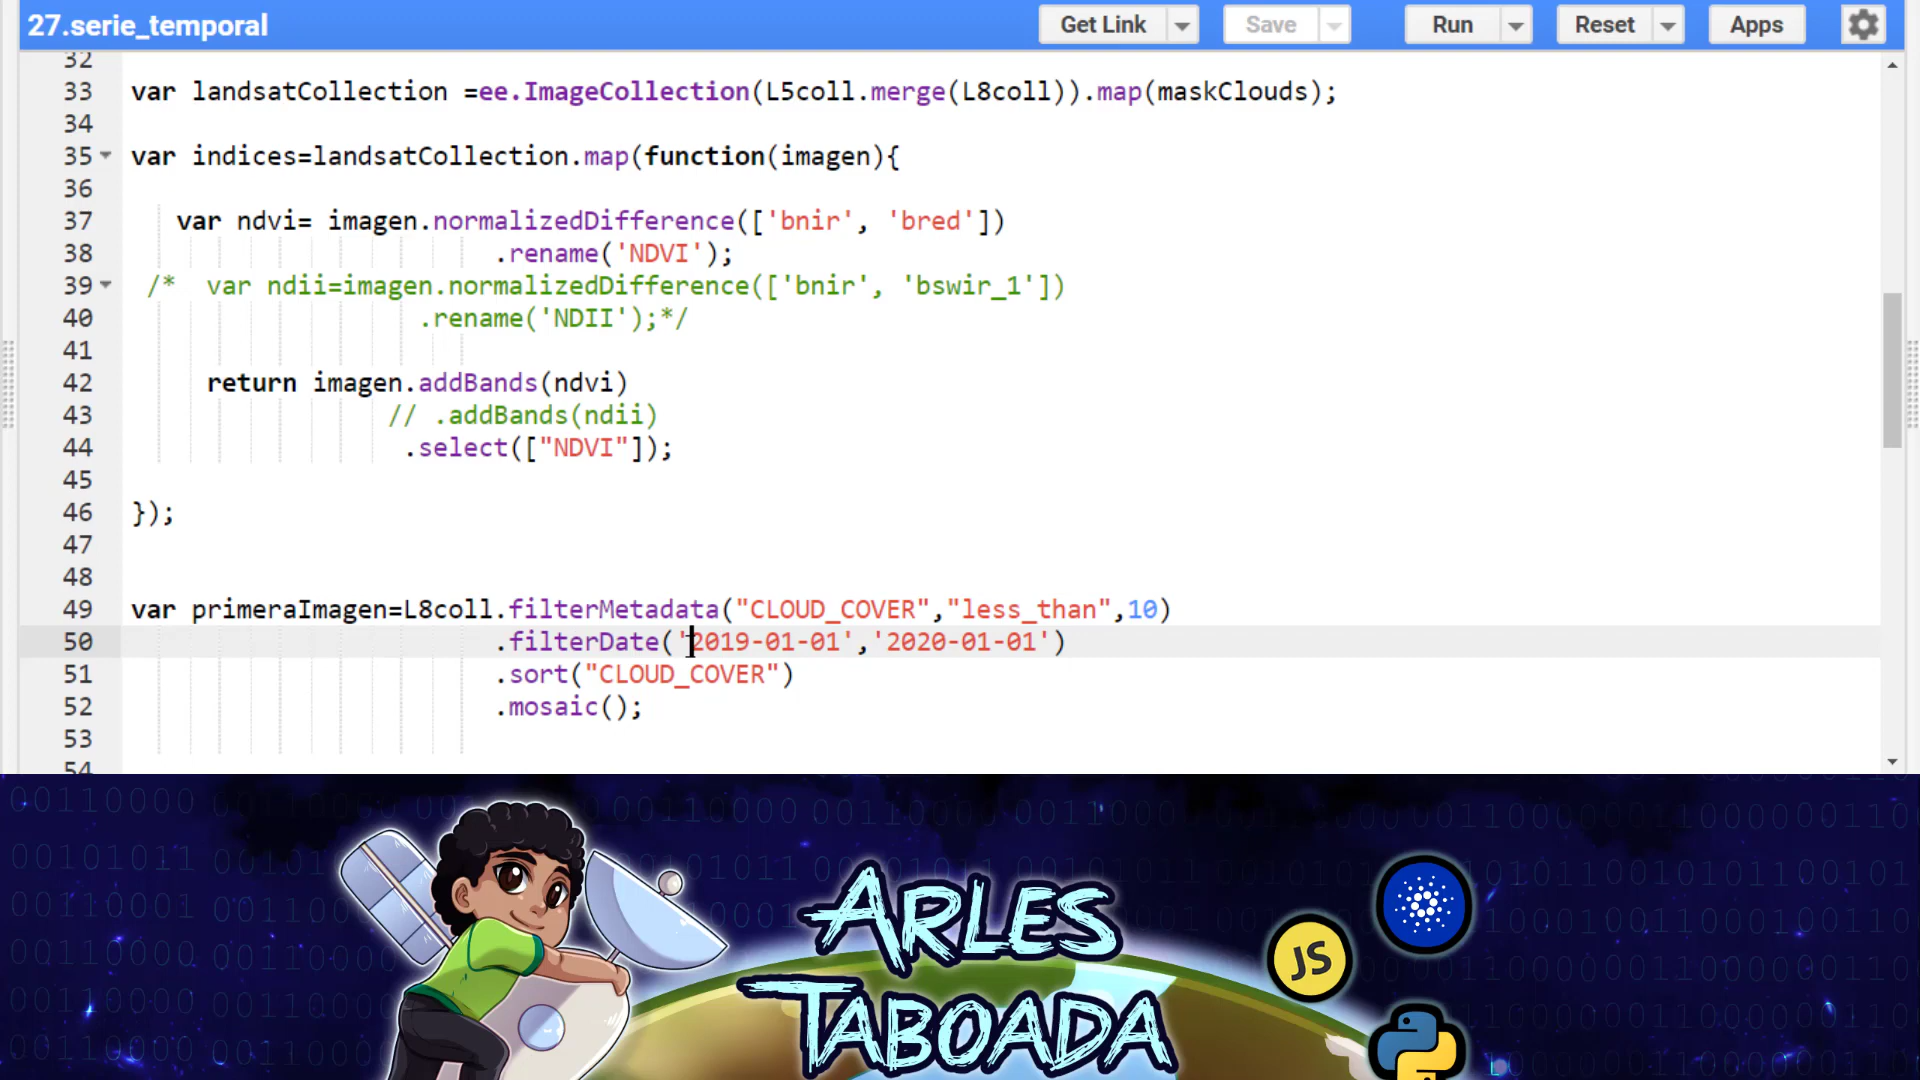 27.serie_temporal
Get Link
Save
Run
Reset
Apps
32
33 var landsatCollection =ee.ImageCollection(L5coll.merge(L8coll)).map(maskClouds);
34
35 var indices=landsatCollection.map(function(imagen){
36
37 var ndvi= imagen.normalizedDifference(['bnir', 'bred'])
38 .rename('NDVI');
39 /* var ndii=imagen.normalizedDifference(['bnir', 'bswir_1'])
40 .rename('NDII');*/
41
42 return imagen.addBands(ndvi)
43 // .addBands(ndii)
44 .select(["NDVI"]);
45
46 });
47
48
49 var primeraImagen=L8coll.filterMetadata("CLOUD_COVER","less_than",10)
50 .filterDate('2019-01-01','2020-01-01')
51 .sort("CLOUD_COVER")
52 .mosaic();
53
54
ARLES
TABOADA
JS